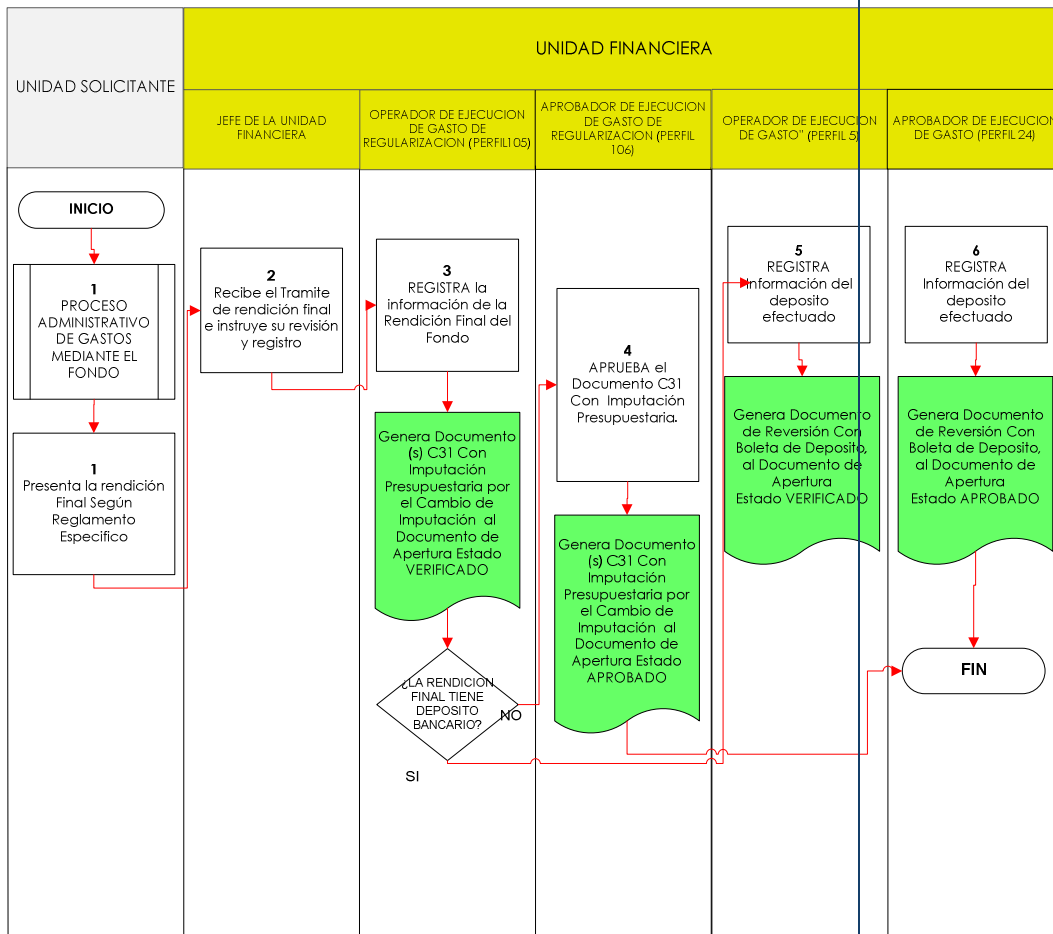 UNIDAD SOLICITANTE
UNIDAD FINANCIERA
JEFE DE LA UNIDAD
FINANCIERA
OPERADOR DE EJECUCION
DE GASTO DE
REGULARIZACION (PERFIL105)
APROBADOR DE EJECUCION
DE GASTO DE
REGULARIZACION (PERFIL
106)
OPERADOR DE EJECUCION
DE GASTO" (PERFIL 5)
APROBADOR DE EJECUCION
DE GASTO (PERFIL 24)
INICIO
1
PROCESO
ADMINISTRATIVO
DE GASTOS
MEDIANTE EL
FONDO
1
Presenta la rendición
Final Según
Reglamento
Especifico
2
Recibe el Tramite
de rendición final
e instruye su revisión
y registro
3
REGISTRA la
información de la
Rendición Final del
Fondo
Genera Documento
(s) C31 Con
Imputación
Presupuestaria por
el Cambio de
Imputación al
Documento de
Apertura Estado
VERIFICADO
¿LA RENDICION
FINAL TIENE
DEPOSITO
BANCARIO?
NO
SI
4
APRUEBA el
Documento C31
Con Imputación
Presupuestaria.
Genera Documento
(s) C31 Con
Imputación
Presupuestaria por
el Cambio de
Imputación al
Documento de
Apertura Estado
APROBADO
5
REGISTRA
Información del
deposito
efectuado
Genera Documento
de Reversión Con
Boleta de Deposito,
al Documento de
Apertura
Estado VERIFICADO
6
REGISTRA
Información del
deposito
efectuado
Genera Documento
de Reversión Con
Boleta de Deposito,
al Documento de
Apertura
Estado APROBADO
FIN